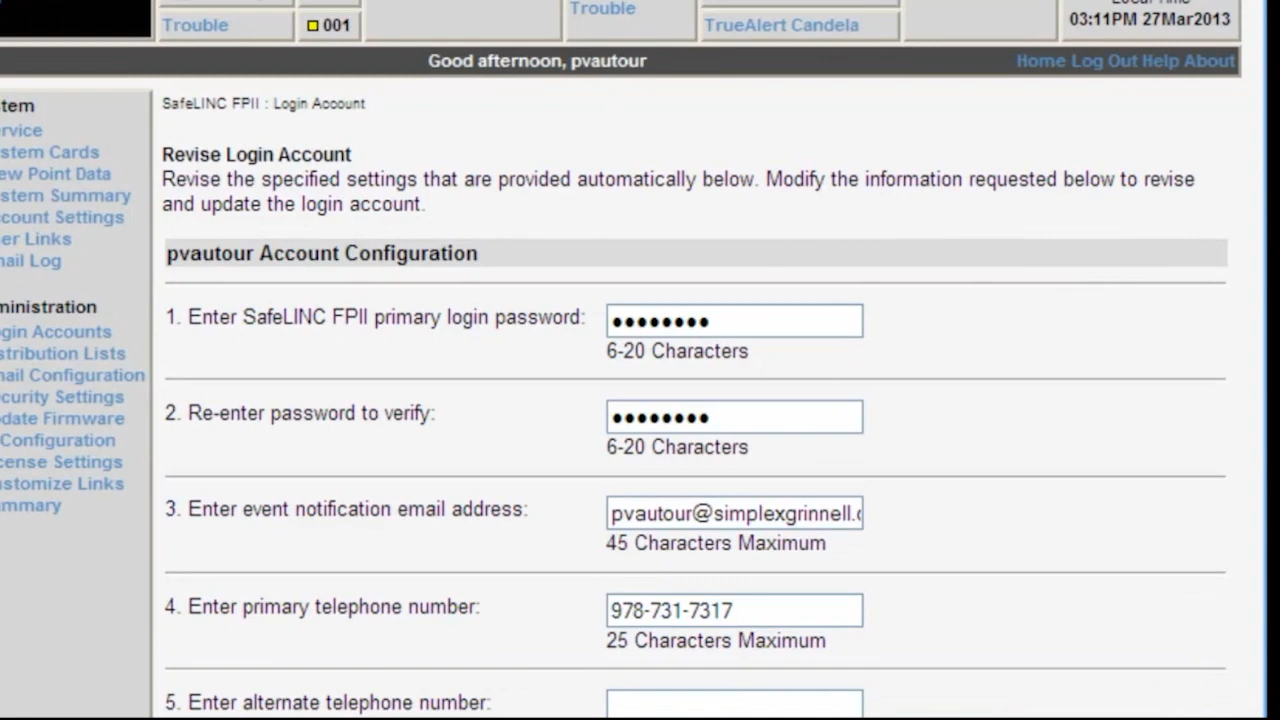 Trouble
001
Trouble
TrueAlert Candela
03:11PM 27Mar2013
Good afternoon, pvautour
Home Log Out Help About
tem
rvice
stem Cards
ew Point Data
stem Summary
count Settings
er Links
nail Log
ministration
gin Accounts
stribution Lists
nail Configuration
curity Settings
date Firmware
Configuration
cense Settings
stomize Links
mmary
SafeLINC FPII : Login Account
Revise Login Account
Revise the specified settings that are provided automatically below. Modify the information requested below to revise
and update the login account.
pvautour Account Configuration
1. Enter SafeLINC FPII primary login password:
●●●●●●●●
6-20 Characters
2. Re-enter password to verify:
●●●●●●●●
6-20 Characters
3. Enter event notification email address:
pvautour@simplexgrinnell.c
45 Characters Maximum
4. Enter primary telephone number:
978-731-7317
25 Characters Maximum
5. Enter alternate telephone number: